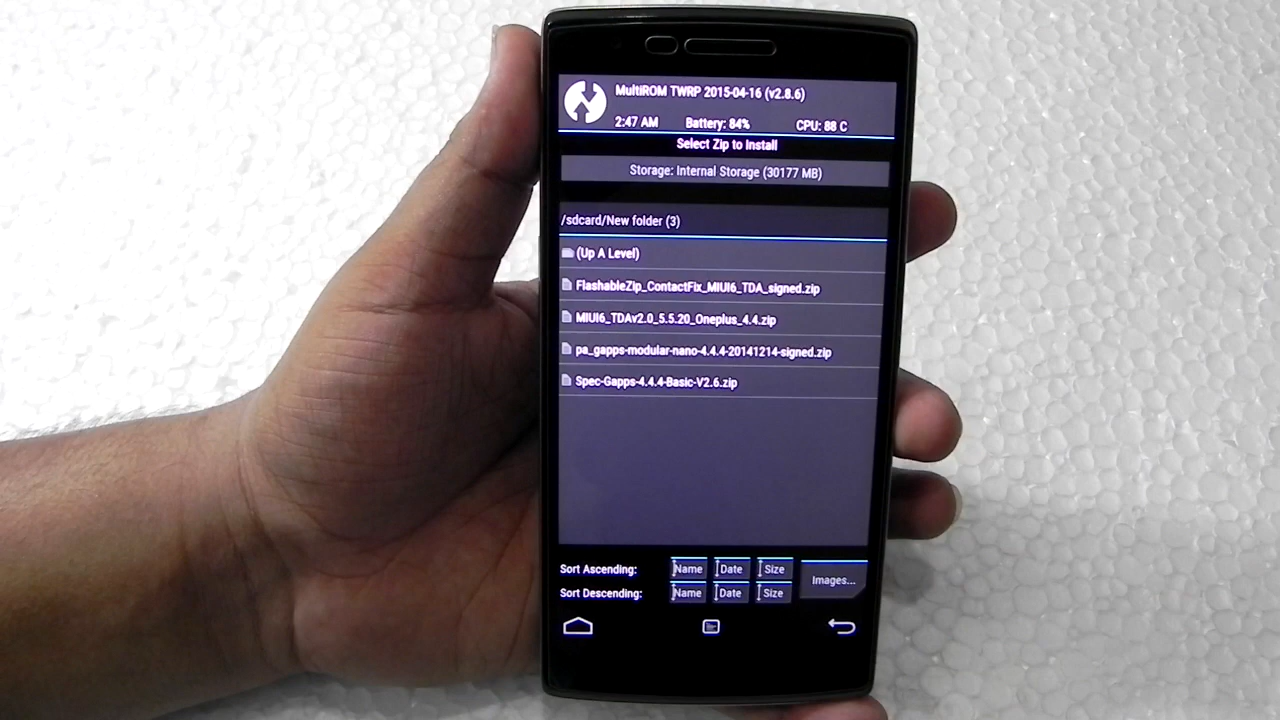 MultiROM TWRP 2015-04-16 (v2.8.6)
2:47 AM Battery: 84% CPU: 88 C
Select Zip to Install
Storage: Internal Storage (30177 MB)
/sdcard/New folder (3)
(Up A Level)
FlashableZip_ContactFix_MIUI6_TDA_signed.zip
MIUI6_TDAv2.0_5.5.20_Oneplus_4.4.zip
pa_gapps-modular-nano-4.4.4-20141214-signed.zip
Spec-Gapps-4.4.4-Basic-V2.6.zip
Sort Ascending: Name Date Size
Images...
Sort Descending: Name Date Size